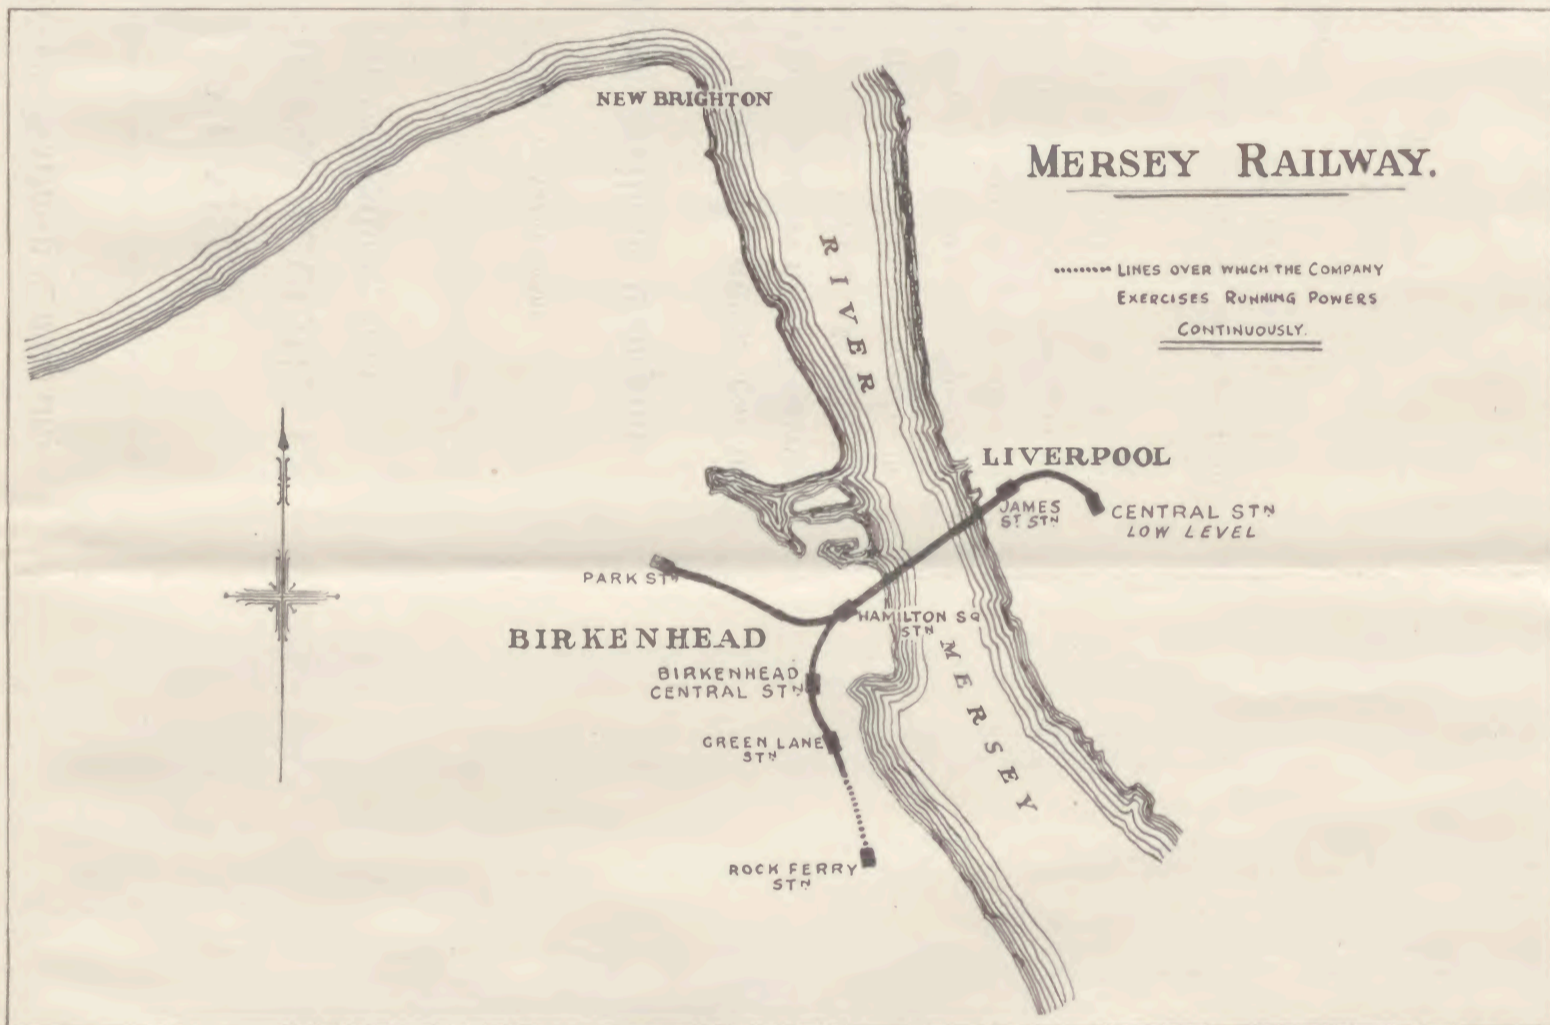 NEW BRIGHTON
MERSEY RAILWAY.
LINES OVER WHICH THE COMPANY
EXERCISES RUNNING POWERS
CONTINUOUSLY.
RIVER
LIVERPOOL
JAMES
ST. STN
CENTRAL STN
LOW LEVEL
PARK STN
HAMILTON SQ
STN
BIRKENHEAD
BIRKENHEAD
CENTRAL STN
MERSEY
GREEN LANE
STN
ROCK FERRY
STN